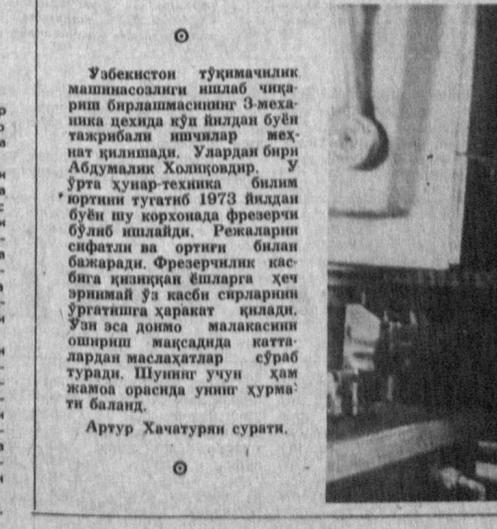 Ўзбекистон тўқимачилик
машинасозлиги ишлаб чиқа-
риш бирлашмасининг 3-меха-
ника цехида кўп йилдан буён
тажрибали ишчилар меҳ-
нат қилишади. Улардан бири
Абдумалик Холиқовдир. У
ўрта ҳунар-техника билим
юртини тугатиб 1973 йилдан
буён шу корхонада фрезерчи
бўлиб ишлайди. Режаларни
сифатли ва ортиғи билан
бажаради. Фрезерчилик кас-
бига қизиққан ёшларга ҳеч
эринмай ўз касби сирларини
ўргатишга ҳаракат қилади.
Ўзи эса доимо малакасини
ошириш мақсадида катта-
лардан маслаҳатлар сўраб
туради. Шунинг учун ҳам
жамоа орасида унинг ҳурма-
ти баланд.
Артур Хачатурян сурати.